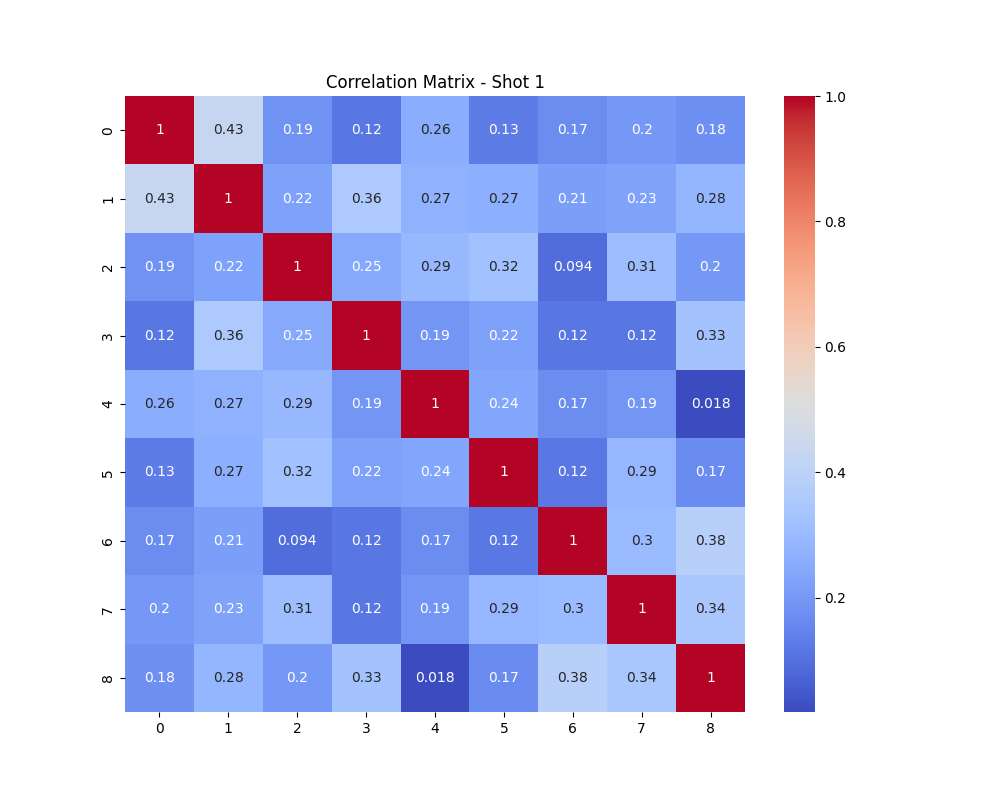 Correlation Matrix - Shot 1
0 1 0.43 0.19 0.12 0.26 0.13 0.17 0.2 0.18
1 0.43 1 0.22 0.36 0.27 0.27 0.21 0.23 0.28
2 0.19 0.22 1 0.25 0.29 0.32 0.094 0.31 0.2
3 0.12 0.36 0.25 1 0.19 0.22 0.12 0.12 0.33
4 0.26 0.27 0.29 0.19 1 0.24 0.17 0.19 0.018
5 0.13 0.27 0.32 0.22 0.24 1 0.12 0.29 0.17
6 0.17 0.21 0.094 0.12 0.17 0.12 1 0.3 0.38
7 0.2 0.23 0.31 0.12 0.19 0.29 0.3 1 0.34
8 0.18 0.28 0.2 0.33 0.018 0.17 0.38 0.34 1
0 1 2 3 4 5 6 7 8
1.0
0.8
0.6
0.4
0.2